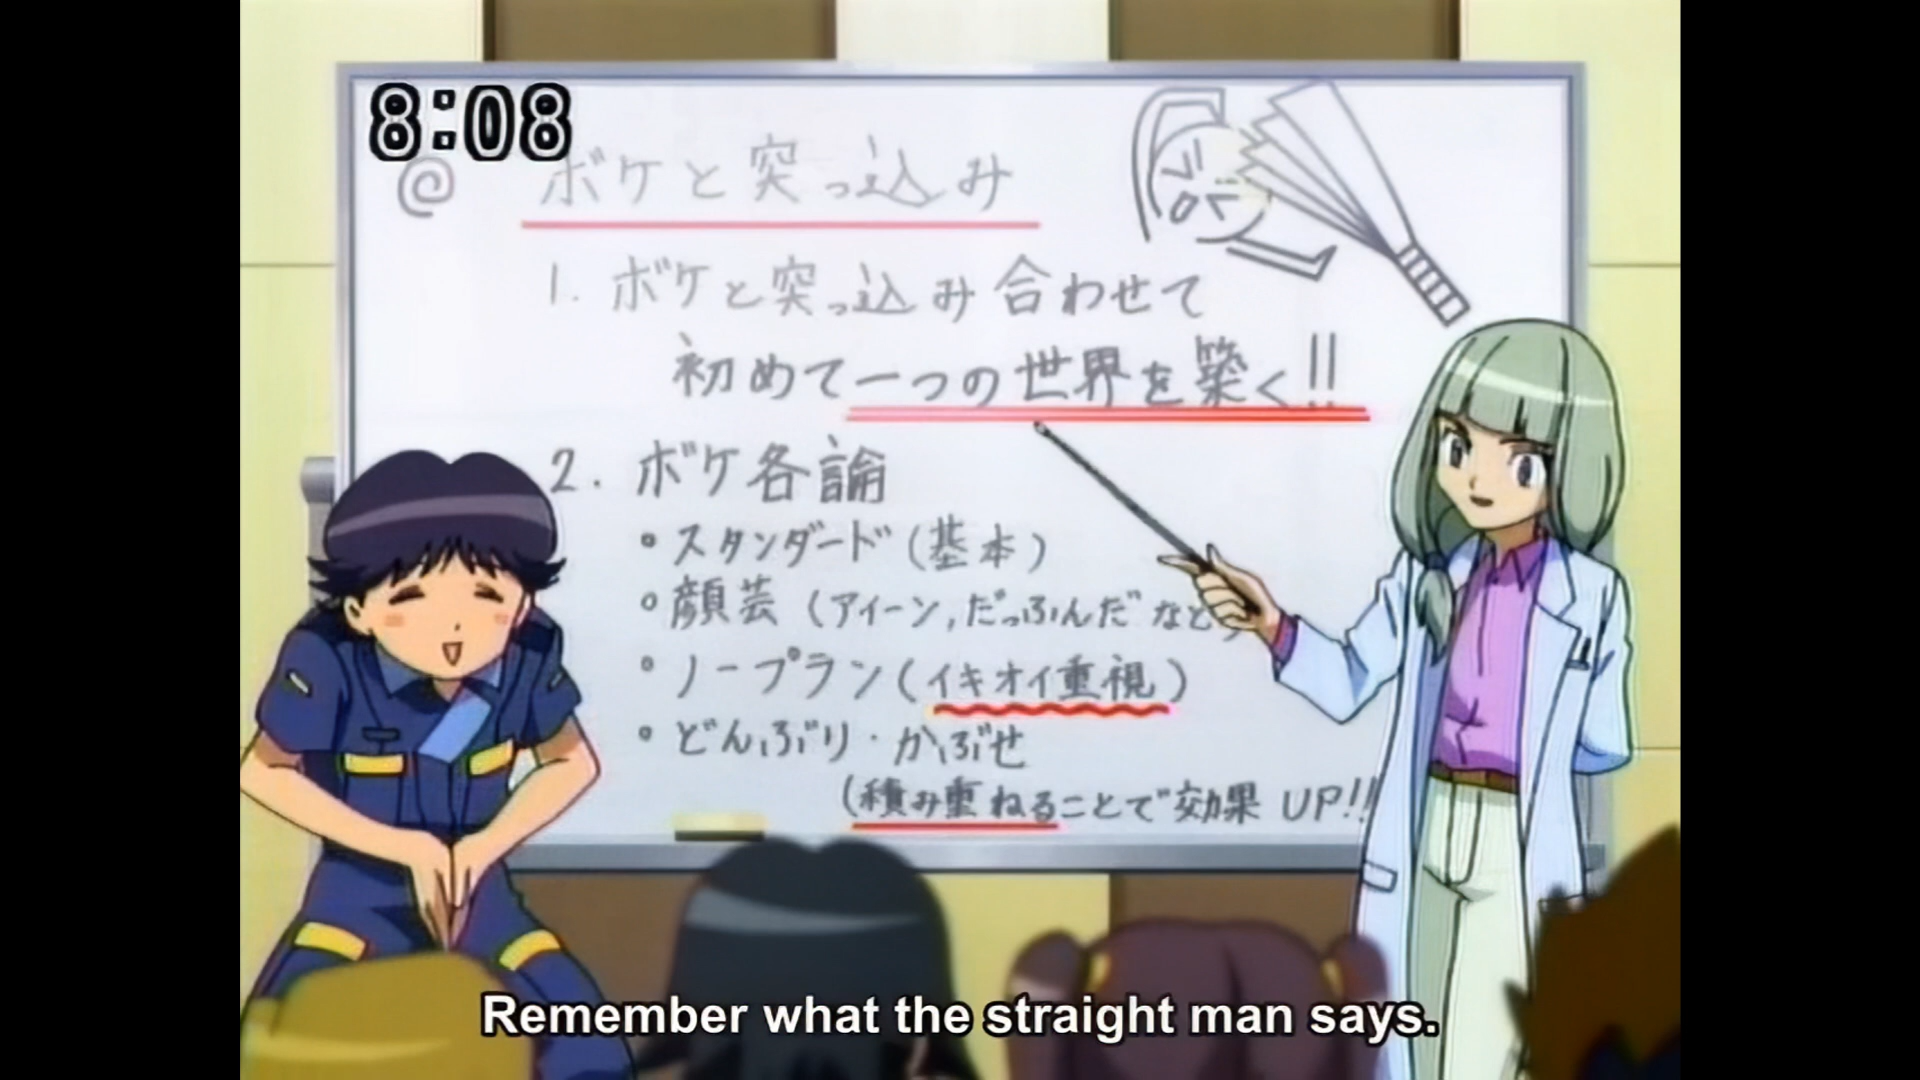 8:08
@ ボケと突っ込み
1. ボケと突っ込み合わせて
初めて一つの世界を築く!!
2. ボケ各論
• スタンダード(基本)
• 顔芸(アイーン,だっふんだ など)
• ノープラン(イキオイ重視)
• どんぶり・かぶせ
(積み重ねることで効果 UP!!
Remember what the straight man says.